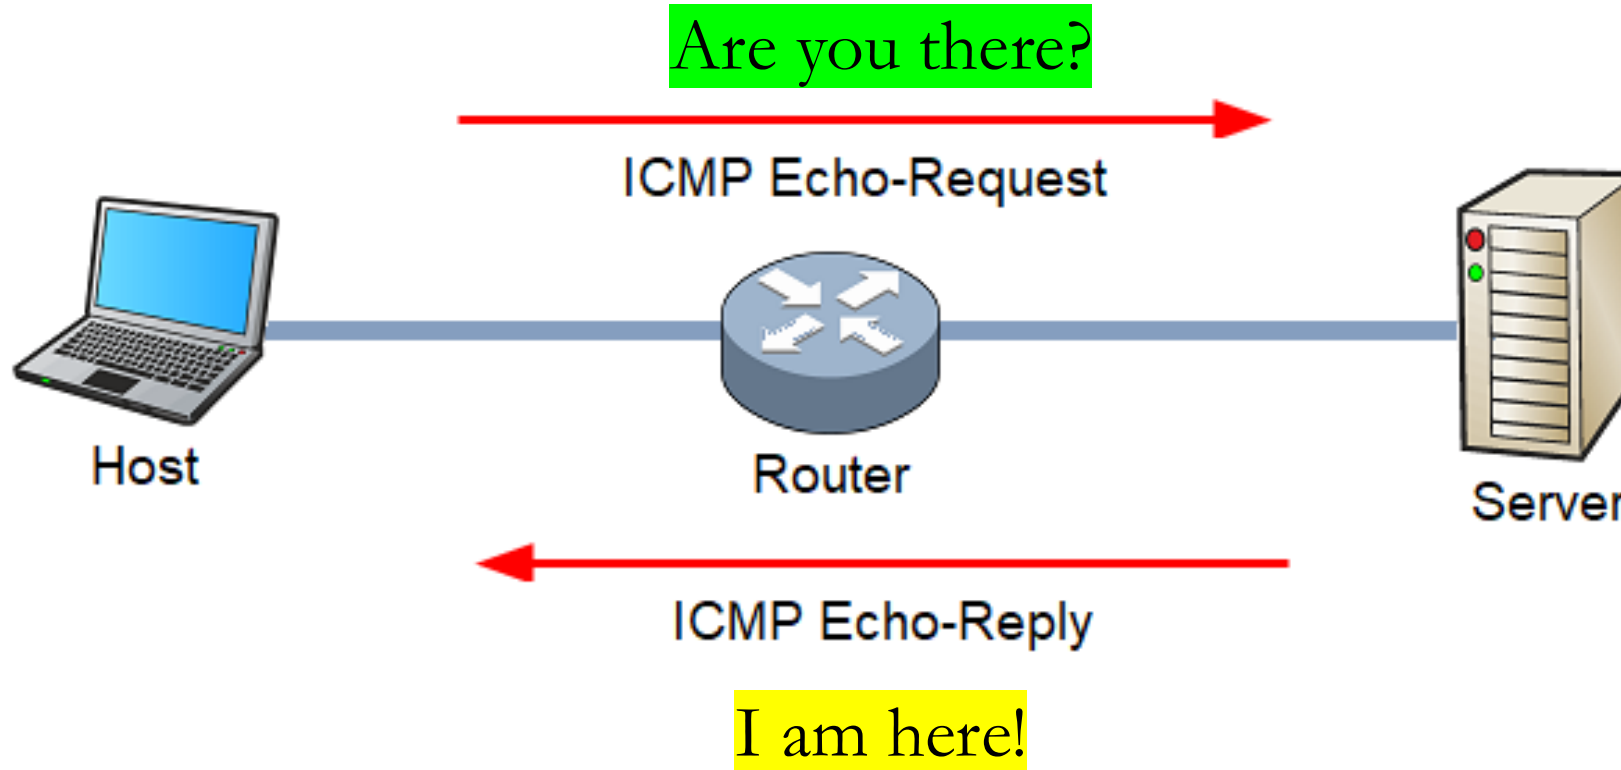 Are you there?
ICMP Echo-Request
Host
Router
Server
ICMP Echo-Reply
I am here!